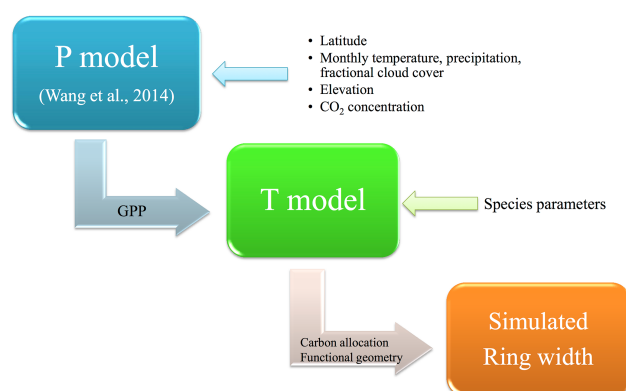 P model
(Wang et al., 2014)
• Latitude
• Monthly temperature, precipitation,
fractional cloud cover
• Elevation
• CO₂ concentration
GPP
T model
Species parameters
Carbon allocation
Functional geometry
Simulated
Ring width